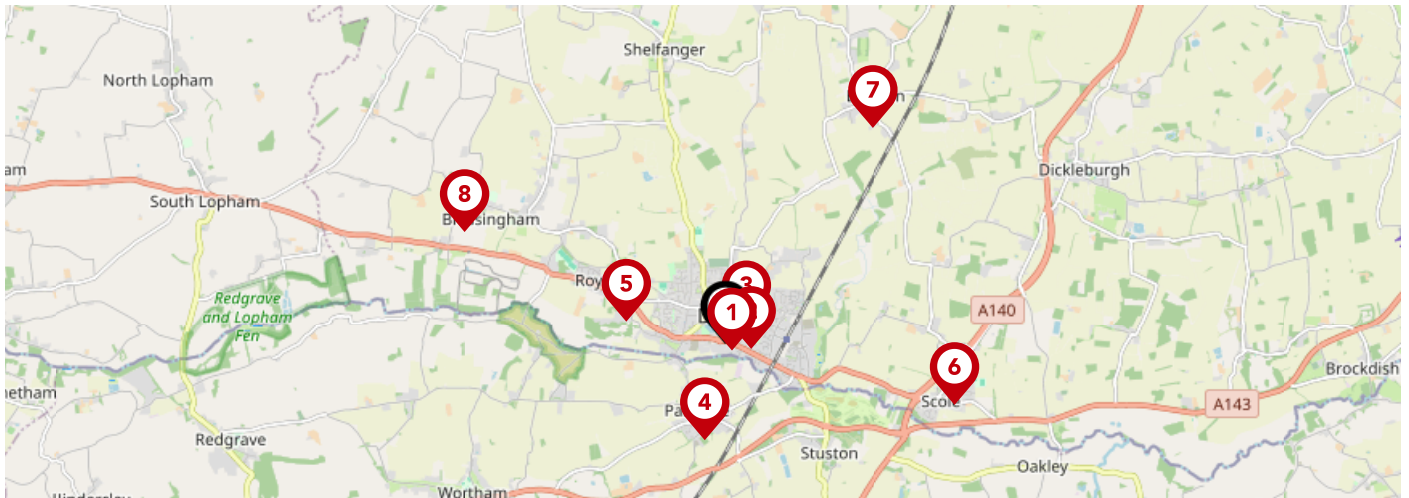 Shelfanger
North Lopham
7
Dickleburgh
am
8
South Lopham
Bressingham
5
3
Roy
Redgrave
and Lopham
Fen
1
A140
6
Brockdish
netham
4
Scole
A143
Redgrave
Stuston
Oakley
Wortham